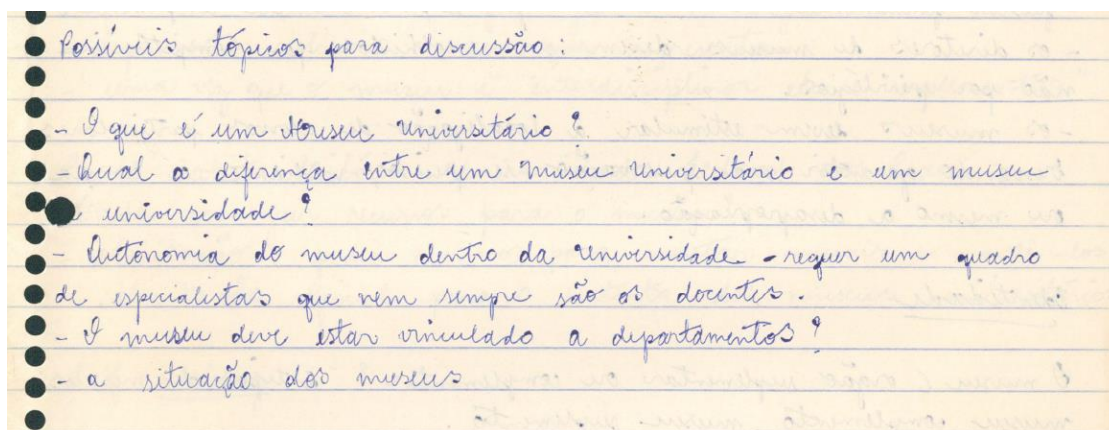 Possíveis tópicos para discussão:
- O que é um Museu Universitário?
- Qual a diferença entre um museu universitário e um museu
universidade?
- Autonomia do museu dentro da Universidade - requer um quadro
de especialistas que nem sempre são os docentes.
- O museu deve estar vinculado a departamentos?
- a situação dos museus